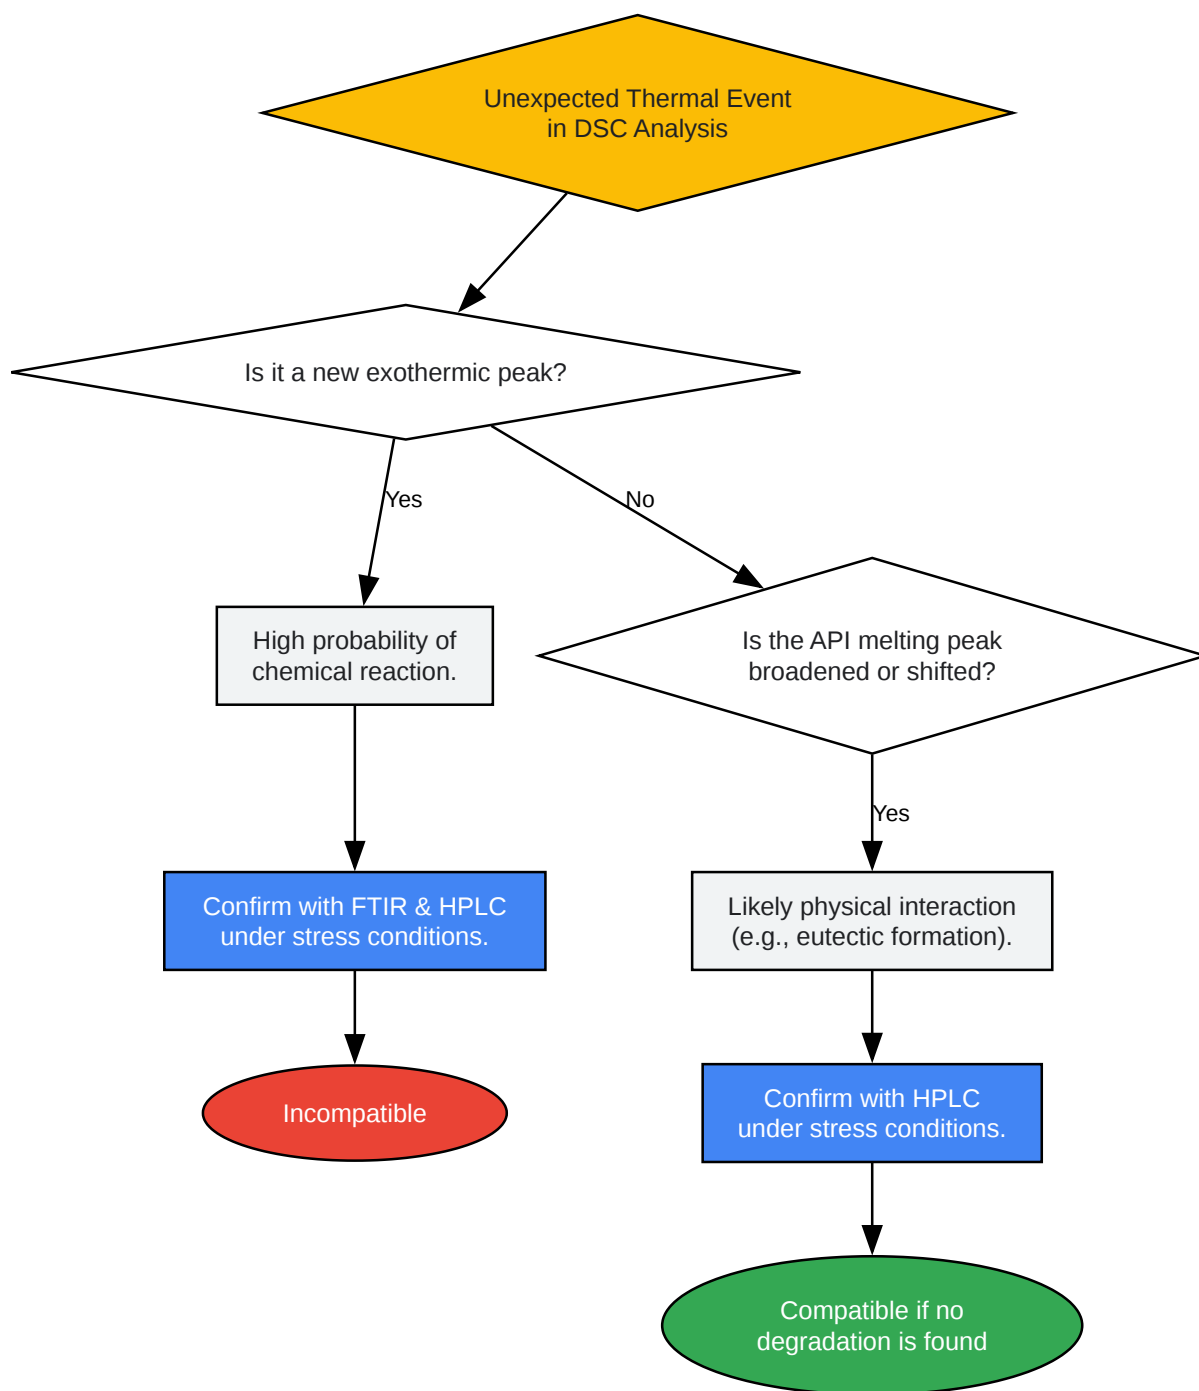 Unexpected Thermal Event
in DSC Analysis
Is it a new exothermic peak?
Yes
No
High probability of
chemical reaction.
Is the API melting peak
broadened or shifted?
Yes
Confirm with FTIR & HPLC
under stress conditions.
Likely physical interaction
(e.g., eutectic formation).
Incompatible
Confirm with HPLC
under stress conditions.
Compatible if no
degradation is found